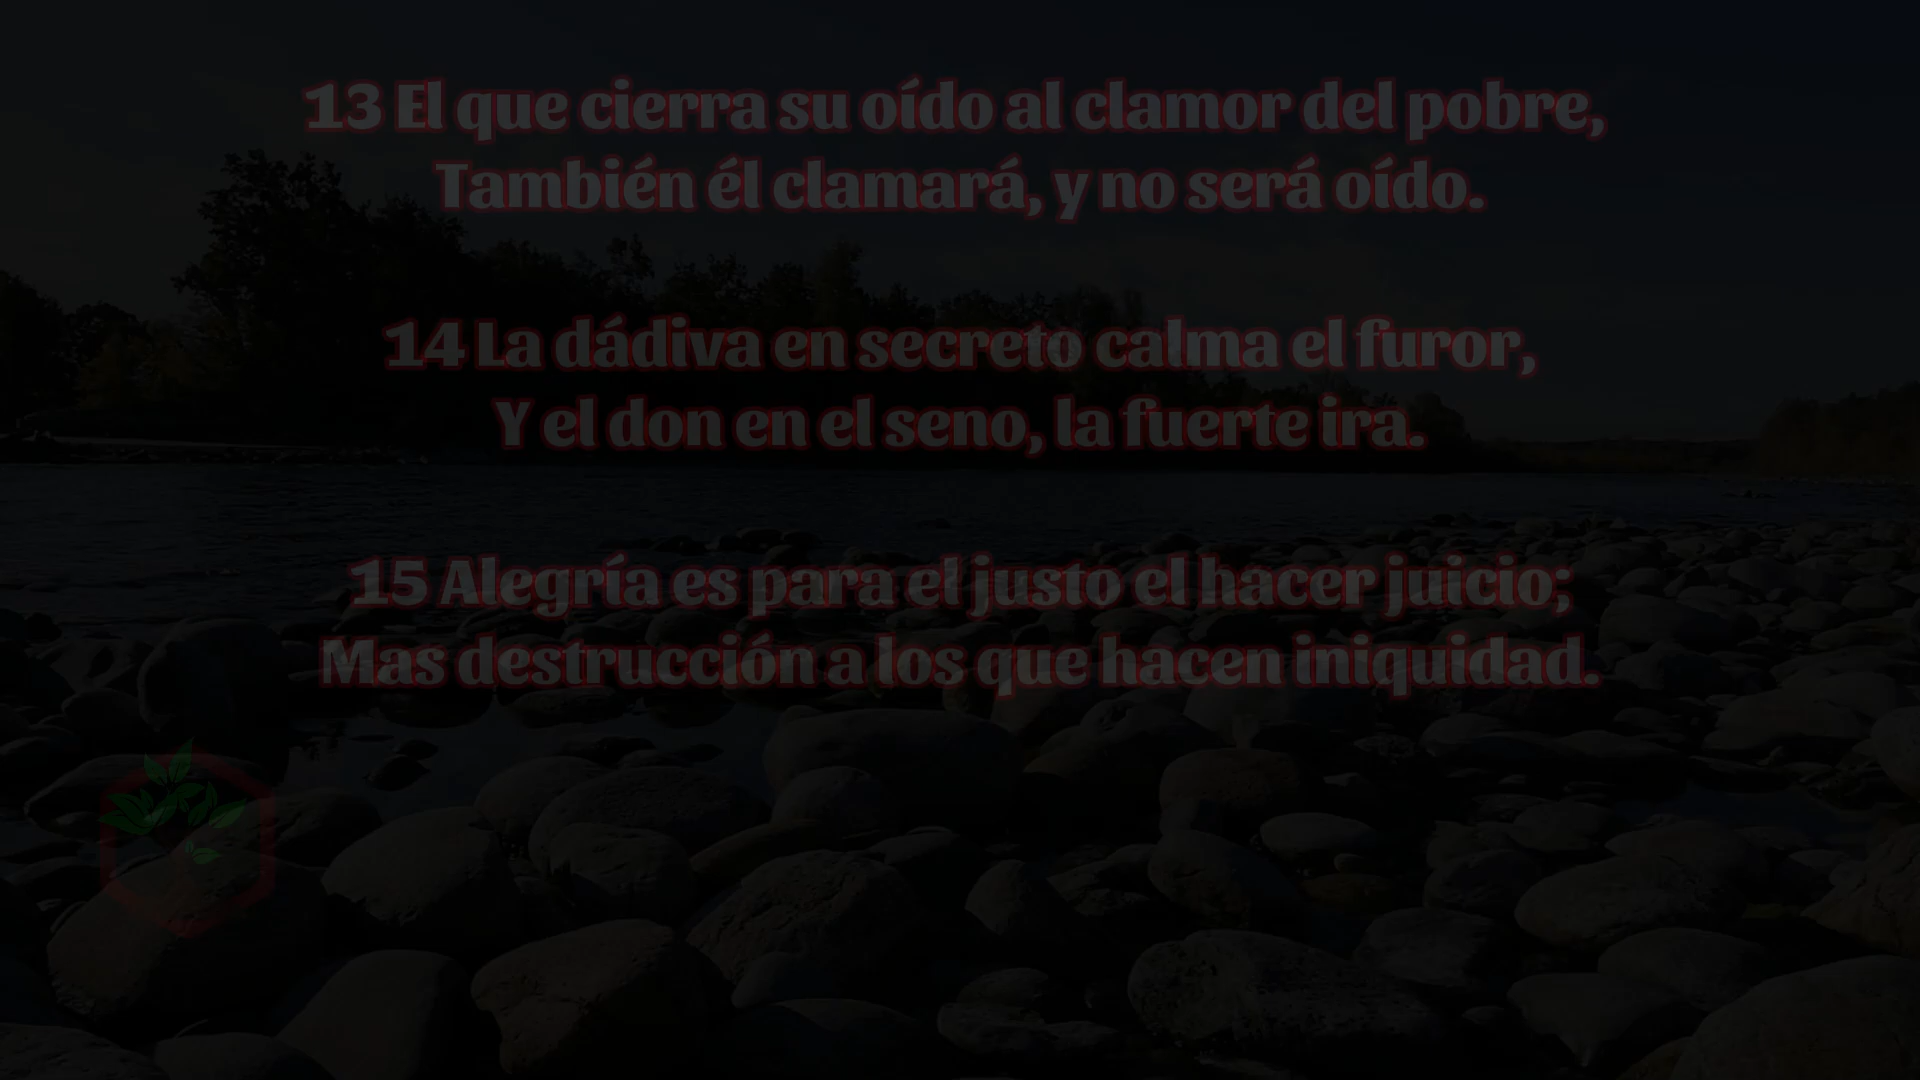 13 El que cierra su oído al clamor del pobre,
También él clamará, y no será oído.
14 La dádiva en secreto calma el furor,
Y el don en el seno, la fuerte ira.
15 Alegría es para el justo el hacer juicio;
Mas destrucción a los que hacen iniquidad.